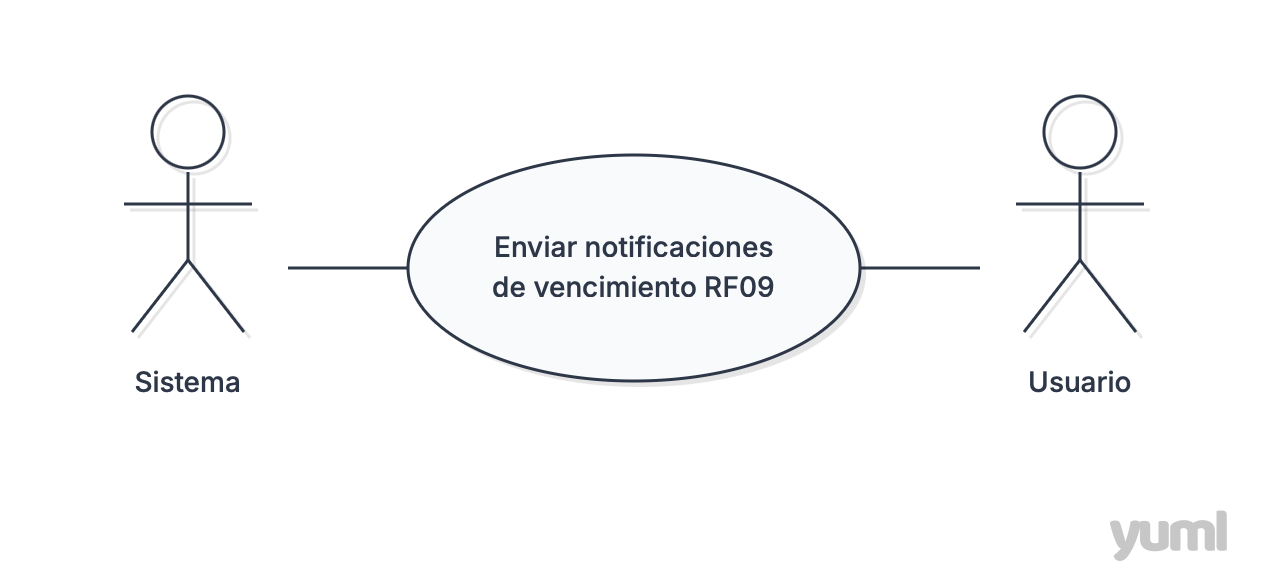 Enviar notificaciones
de vencimiento RF09
Sistema
Usuario
yuml